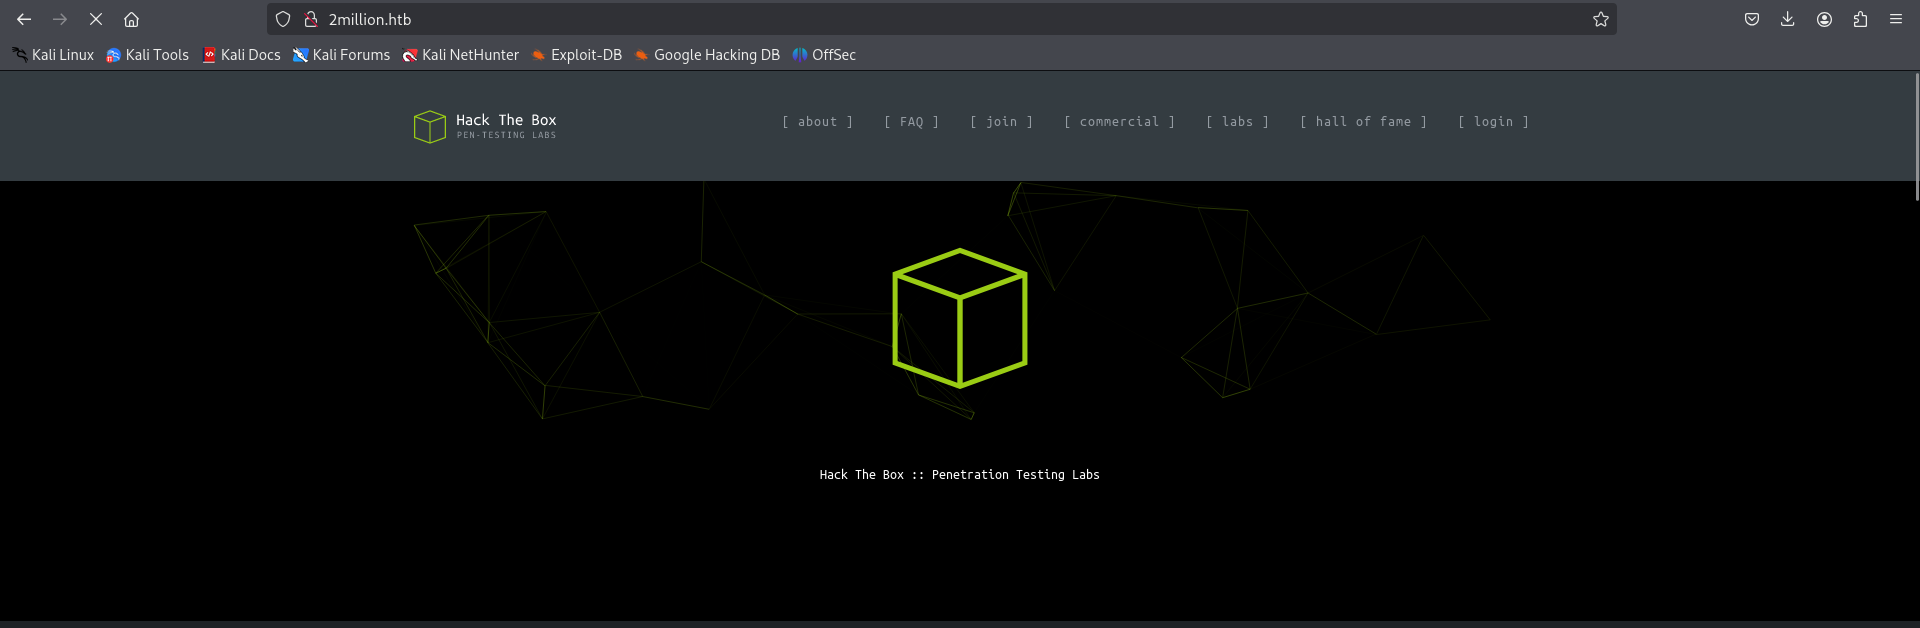 2million.htb
Kali Linux Kali Tools Kali Docs Kali Forums Kali NetHunter Exploit-DB Google Hacking DB OffSec
Hack The Box
PEN-TESTING LABS
[ about ] [ FAQ ] [ join ] [ commercial ] [ labs ] [ hall of fame ] [ login ]
Hack The Box :: Penetration Testing Labs